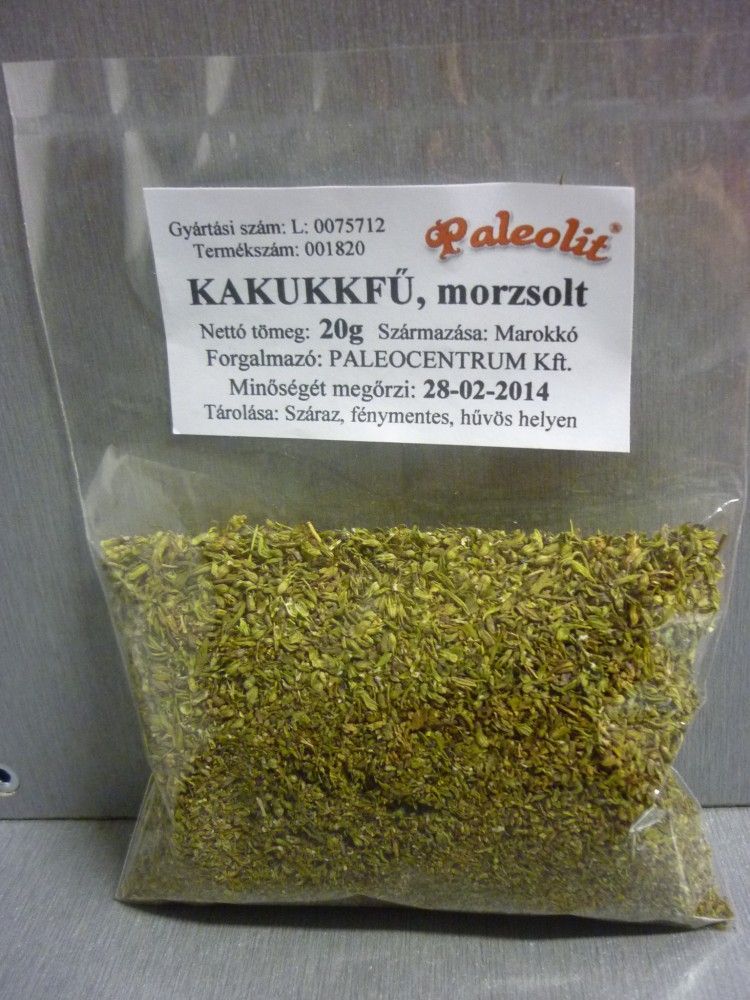 Gyártási szám: L: 0075712
Termékszám: 001820
Paleolit®
KAKUKKFŰ, morzsolt
Nettó tömeg: 20g Származása: Marokkó
Forgalmazó: PALEOCENTRUM Kft.
Minőségét megőrzi: 28-02-2014
Tárolása: Száraz, fénymentes, hűvös helyen